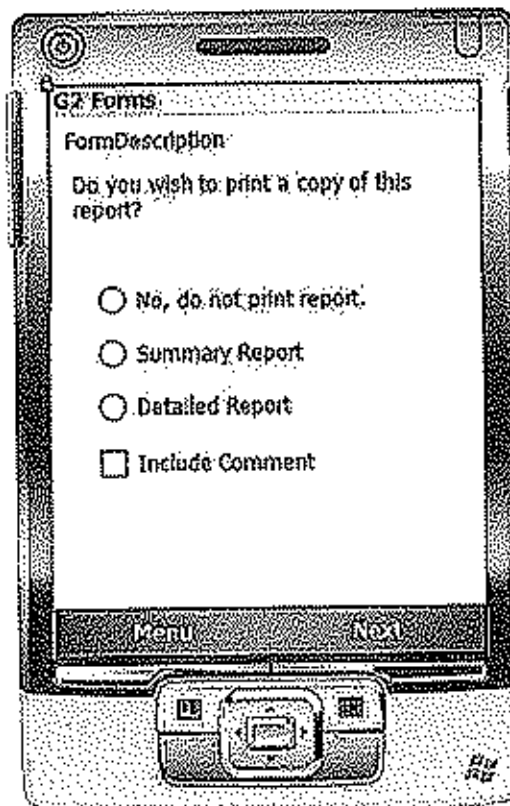 G2 Forms
FormDescription
Do you wish to print a copy of this
report?
No, do not print report.
Summary Report
Detailed Report
Include Comment
Menu
Next